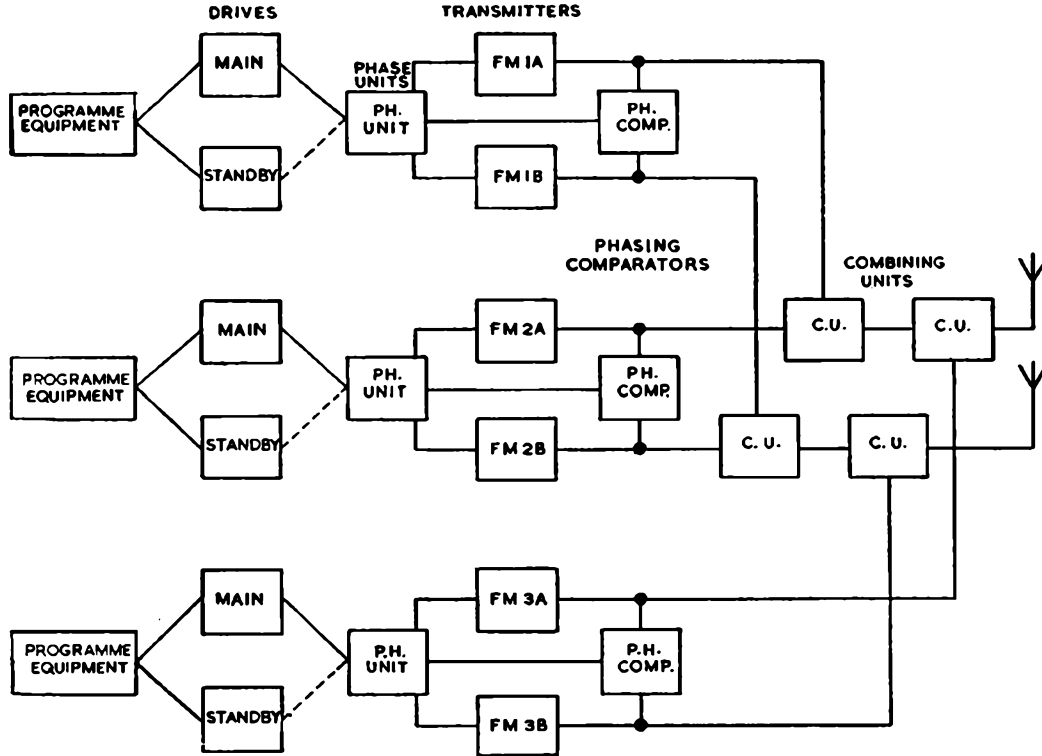 DRIVES
TRANSMITTERS
MAIN
FM 1A
PHASE
UNITS
PROGRAMME
EQUIPMENT
PH.
UNIT
PH.
COMP.
STANDBY
FM 1B
PHASING
COMPARATORS
COMBINING
UNITS
MAIN
FM 2A
C.U.
C.U.
PROGRAMME
EQUIPMENT
PH.
UNIT
PH.
COMP.
STANDBY
FM 2B
C. U.
C. U.
MAIN
FM 3A
PROGRAMME
EQUIPMENT
P.H.
UNIT
P.H.
COMP.
STANDBY
FM 3B